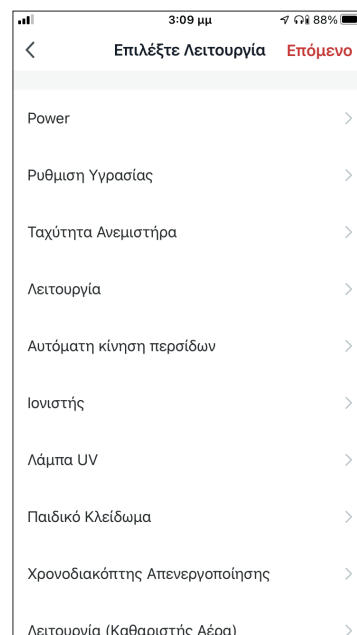 3:09 μμ
88%
Επιλέξτε Λειτουργία
Επόμενο
Power
Ρυθμιση Υγρασίας
Ταχύτητα Ανεμιστήρα
Λειτουργία
Αυτόματη κίνηση περσίδων
Ιονιστής
Λάμπα UV
Παιδικό Κλείδωμα
Χρονοδιακόπτης Απενεργοποίησης
Λειτουργία (Καθαριστής Αέρα)